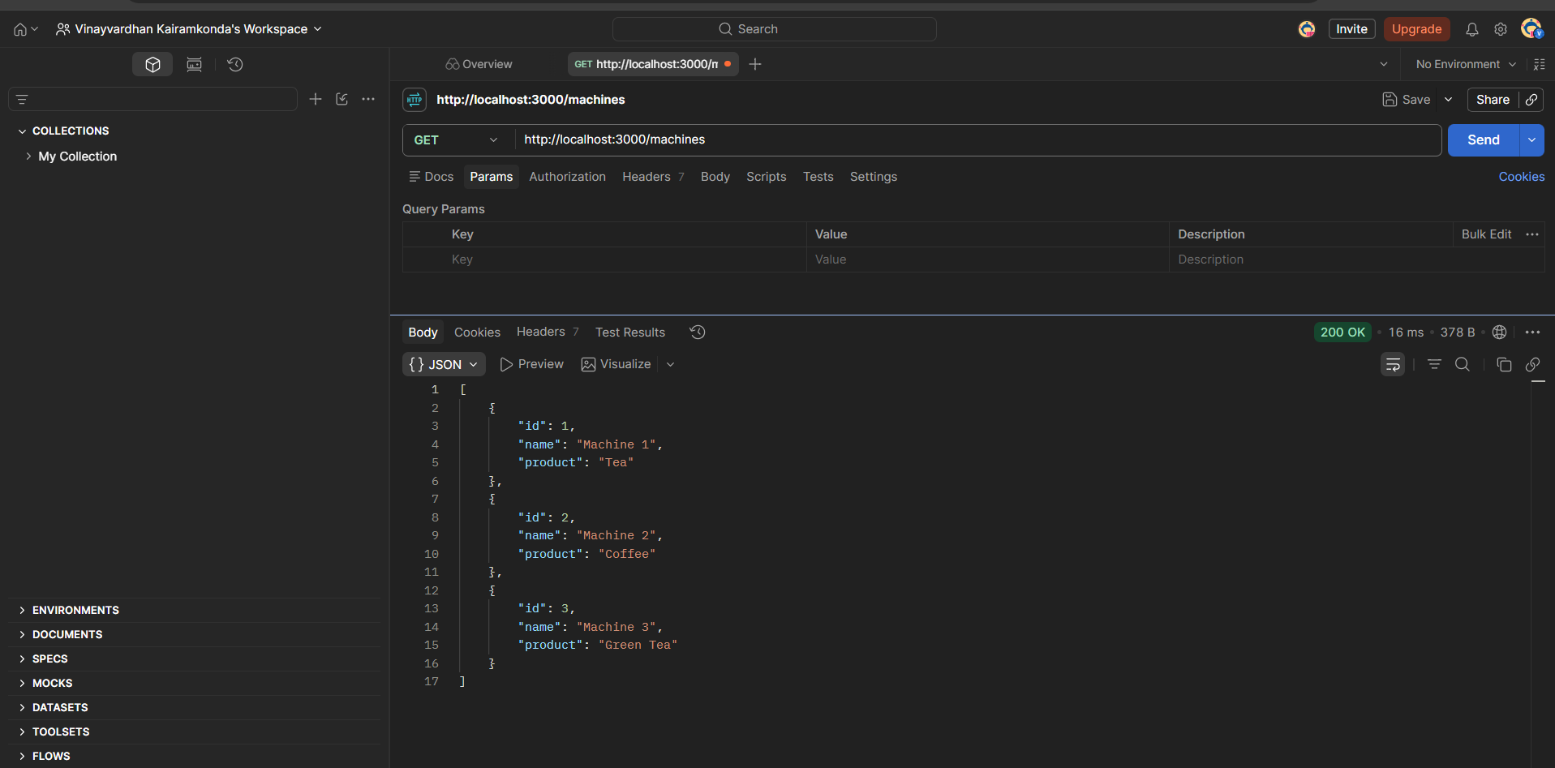 Vinayvardhan Kairamkonda's Workspace
Search
Invite
Upgrade
Overview
GET http://localhost:3000/n
No Environment
HTTP http://localhost:3000/machines
Save
Share
COLLECTIONS
My Collection
GET http://localhost:3000/machines
Send
Docs Params Authorization Headers 7 Body Scripts Tests Settings Cookies
Query Params
Key Value Description Bulk Edit
Key Value Description
Body Cookies Headers 7 Test Results 200 OK • 16 ms • 378 B
{} JSON Preview Visualize
1 [
2 {
3 "id": 1,
4 "name": "Machine 1",
5 "product": "Tea"
6 },
7 {
8 "id": 2,
9 "name": "Machine 2",
10 "product": "Coffee"
11 },
12 {
13 "id": 3,
14 "name": "Machine 3",
15 "product": "Green Tea"
16 }
17 ]
ENVIRONMENTS
DOCUMENTS
SPECS
MOCKS
DATASETS
TOOLSETS
FLOWS